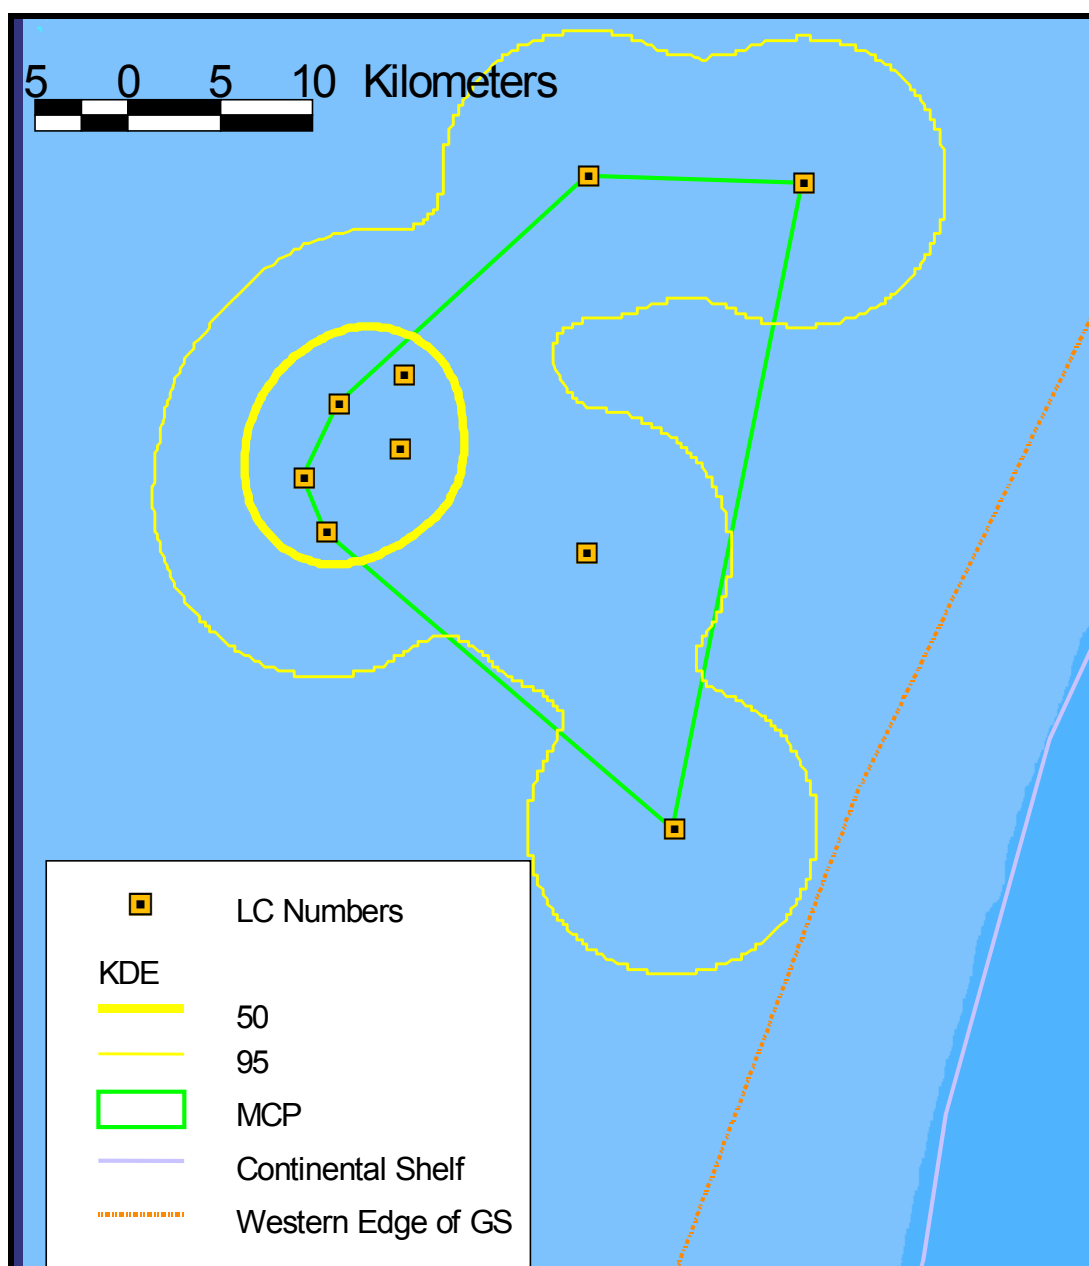 5 0 5 10 Kilometers
LC Numbers
KDE
50
95
MCP
Continental Shelf
Western Edge of GS